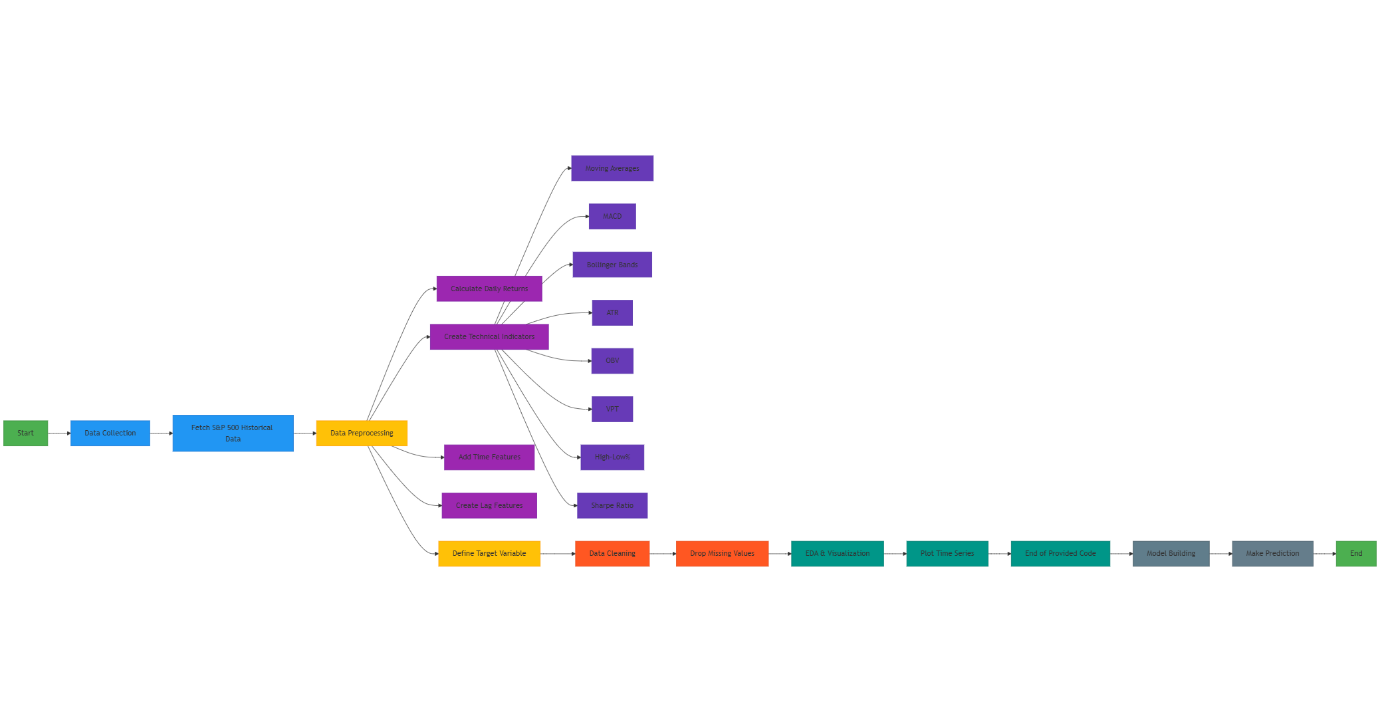 Start
Data Collection
Fetch S&P 500 Historical
Data
Data Preprocessing
Calculate Daily Returns
Create Technical Indicators
Add Time Features
Create Lag Features
Define Target Variable
Moving Averages
MACD
Bollinger Bands
ATR
OBV
VPT
High Level
Sharpe Ratio
Data Cleaning
Drop Missing Values
EDA & Visualization
Plot Time Series
End of Provided Code
Model Building
Make Prediction
End